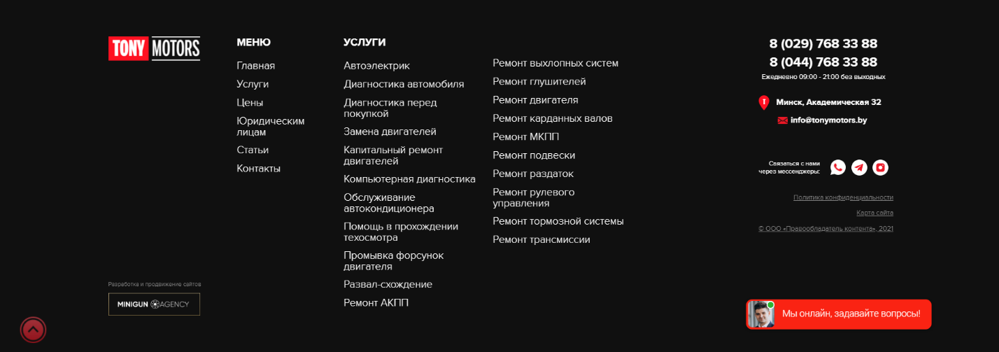 TONY MOTORS
МЕНЮ
Главная
Услуги
Цены
Юридическим
лицам
Статьи
Контакты
УСЛУГИ
Автоэлектрик
Диагностика автомобиля
Диагностика перед
покупкой
Замена двигателей
Капитальный ремонт
двигателей
Компьютерная диагностика
Обслуживание
автокондиционера
Помощь в прохождении
техосмотра
Промывка форсунок
двигателя
Развал-схождение
Ремонт АКПП
Ремонт выхлопных систем
Ремонт глушителей
Ремонт двигателя
Ремонт карданных валов
Ремонт МКПП
Ремонт подвески
Ремонт раздаток
Ремонт рулевого
управления
Ремонт тормозной системы
Ремонт трансмиссии
8 (029) 768 33 88
8 (044) 768 33 88
Ежедневно 09:00 - 21:00 без выходных
Минск, Академическая 32
info@tonymotors.by
Связаться с нами
через мессенджеры:
Политика конфиденциальности
Карта сайта
© ООО «Правообладатель контента», 2021
Разработка и продвижение сайтов
MINIGUN AGENCY
Мы онлайн, задавайте вопросы!